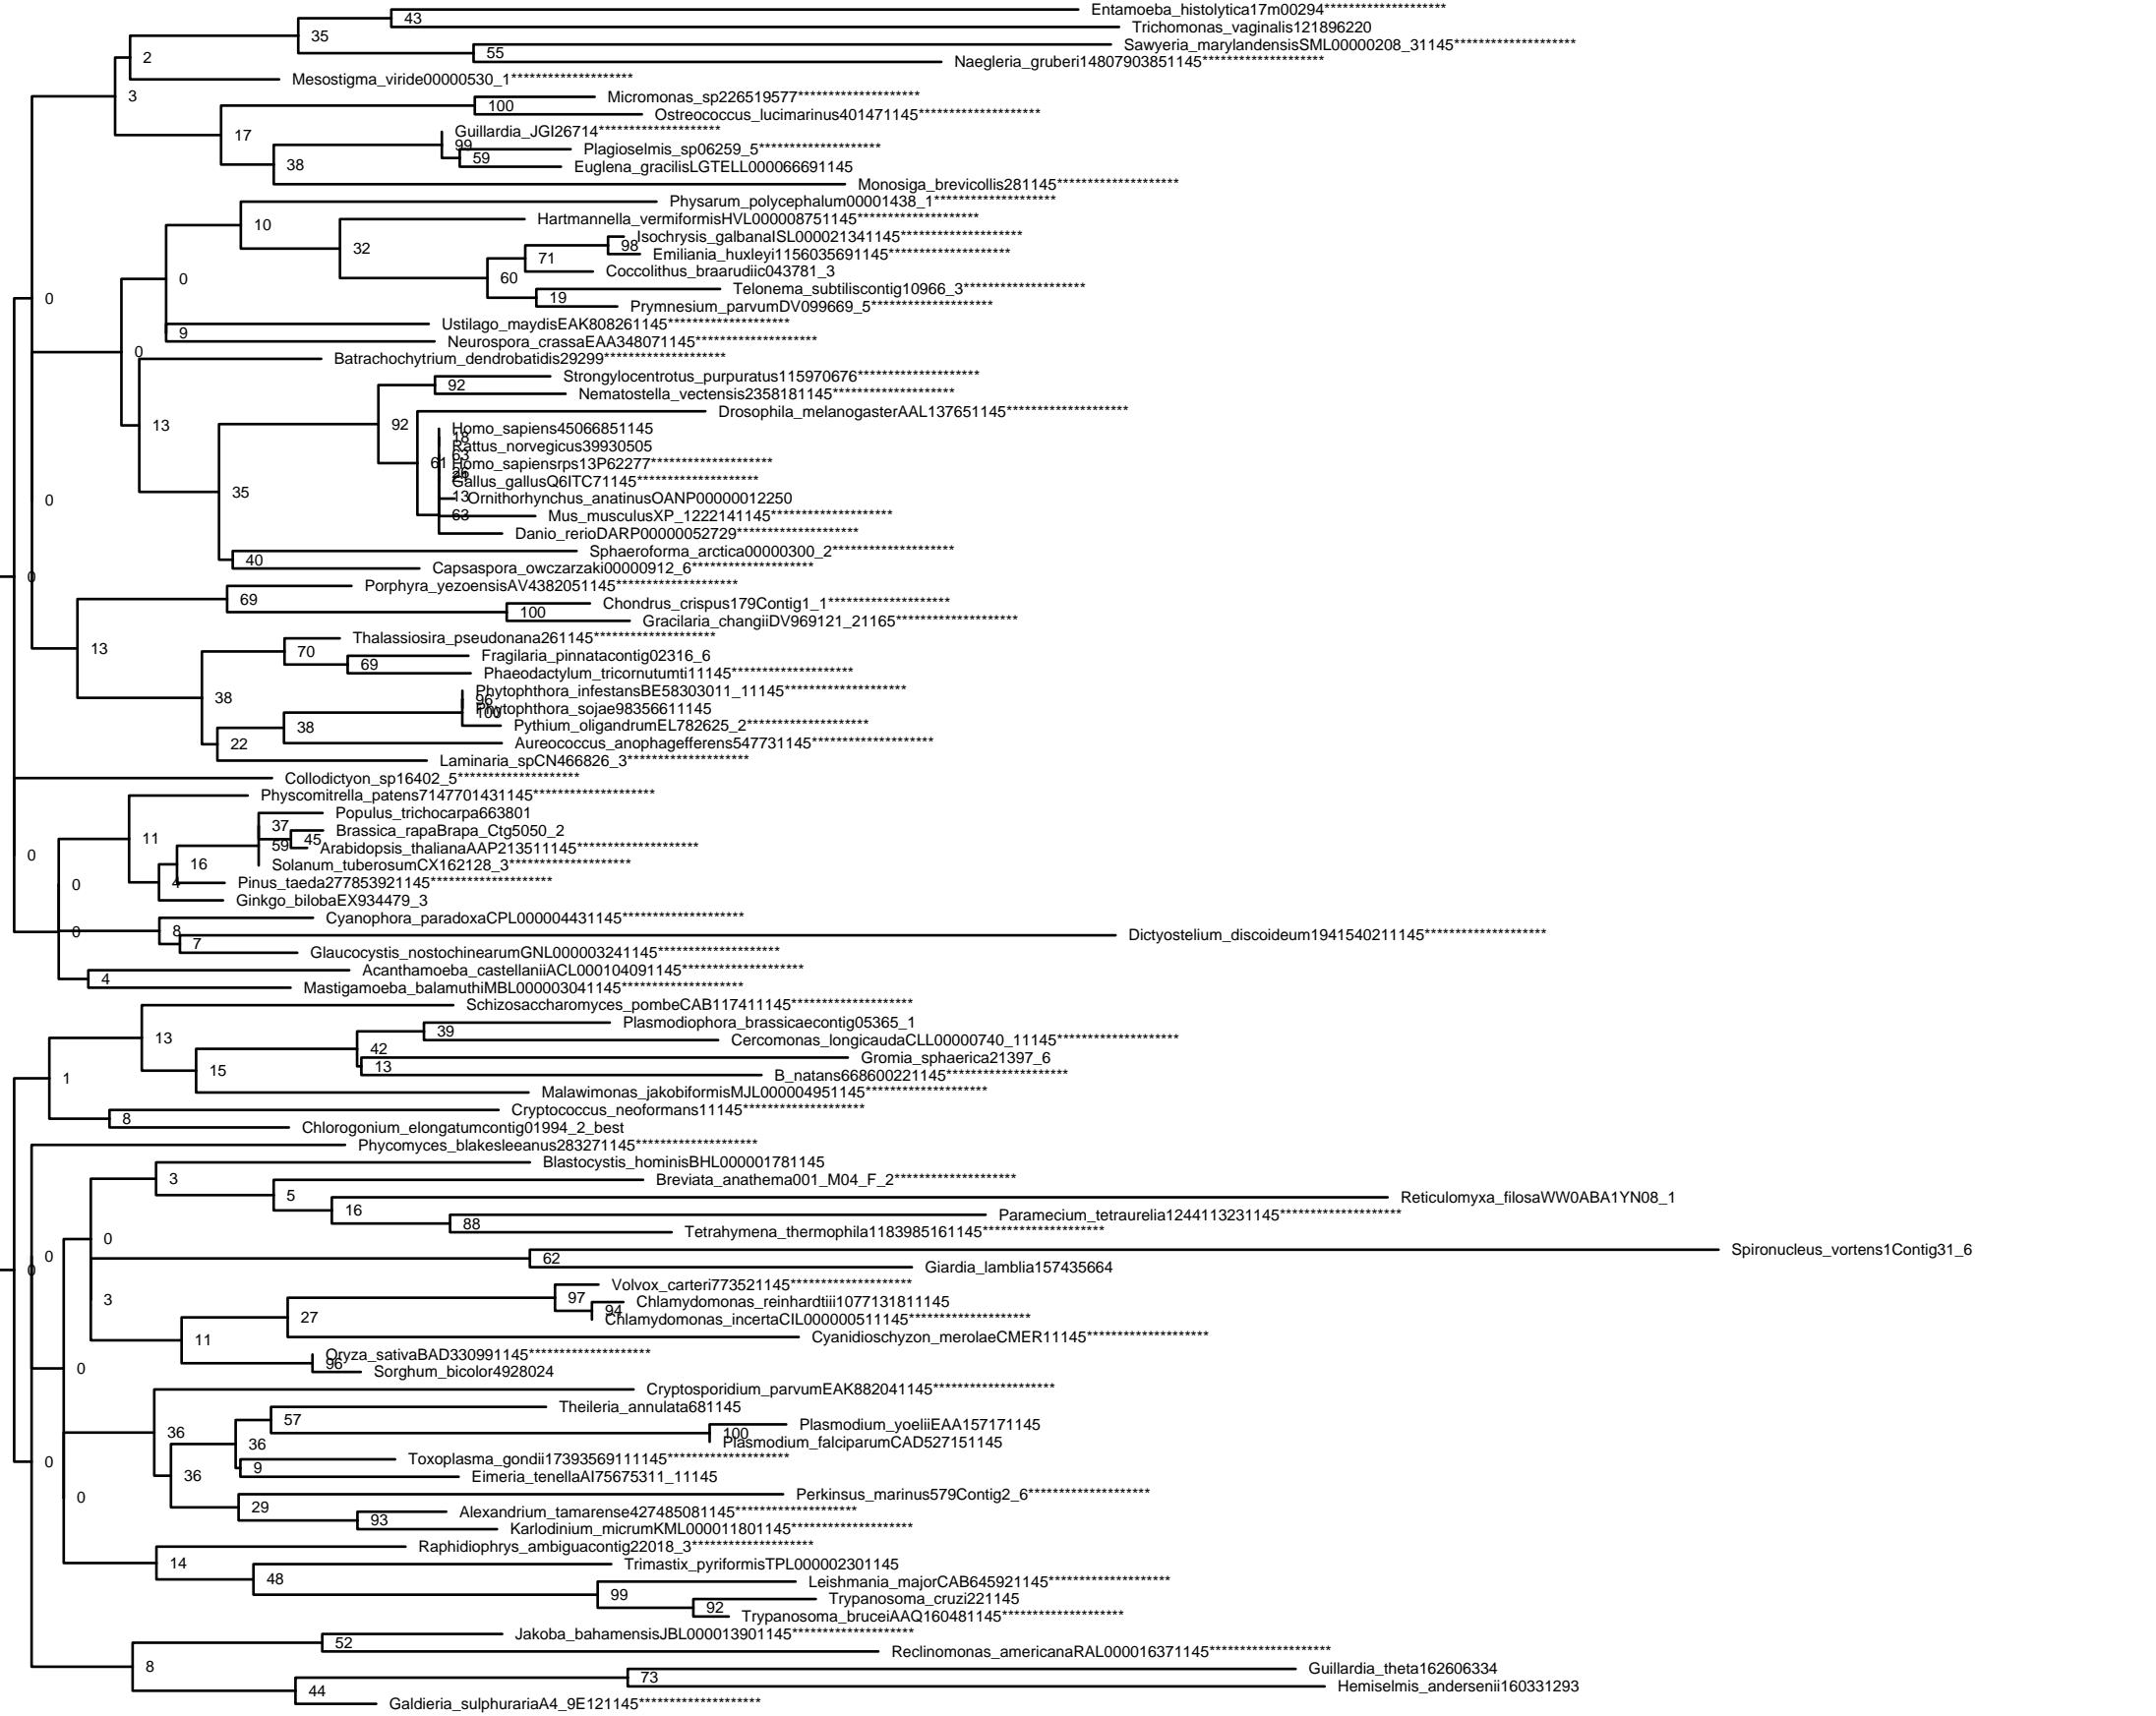 Entamoeba_histolytica17m00294********************
43
Trichomonas_vaginalis121896220
35
Sawyeria_marylandensisSML00000208_31145********************
55
Naegleria_gruberi14807903851145********************
2
Mesostigma_viride00000530_1********************
3
Micromonas_sp226519577********************
100
Ostreococcus_lucimarinus401471145********************
17
Guillardia_JGI26714********************
99
Plagioselmis_sp06259_5********************
59
Euglena_gracilisLGTELL000066691145
38
Monosiga_brevicollis281145********************
Physarum_polycephalum00001438_1********************
10
Hartmannella_vermiformisHVL000008751145********************
32
Isochrysis_galbanaISL000021341145********************
98
Emiliania_huxleyi1156035691145********************
71
Coccolithus_braarudiic043781_3
60
Telonema_subtiliscontig10966_3********************
19
Prymnesium_parvumDV099669_5********************
0
0
Ustilago_maydisEAK808261145********************
9
Neurospora_crassaEAA348071145********************
0
Batrachochytrium_dendrobatidis29299********************
Strongylocentrotus_purpuratus115970676********************
92
Nematostella_vectensis2358181145********************
Drosophila_melanogasterAAL137651145********************
13
92
Homo_sapiens45066851145
18
Rattus_norvegicus39930505
63
61
Homo_sapiensrps13P62277********************
Gallus_gallusQ6ITC71145********************
35
13
Ornithorhynchus_anatinusOANP00000012250
0
63
Mus_musculusXP_1222141145********************
Danio_rerioDARP00000052729********************
Sphaeroforma_arctica00000300_2********************
40
Capsaspora_owczarzaki00000912_6********************
0
Porphyra_yezoensisAV4382051145********************
69
Chondrus_crispus179Contig1_1********************
100
Gracilaria_changiiDV969121_21165********************
13
Thalassiosira_pseudonana261145********************
70
Fragilaria_pinnatacontig02316_6
69
Phaeodactylum_tricornutumti11145********************
38
Phytophthora_infestansBE58303011_11145********************
96
Phytophthora_sojae98356611145
100
Pythium_oligandrumEL782625_2********************
38
22
Aureococcus_anophagefferens547731145********************
Laminaria_spCN466826_3********************
Collodictyon_sp16402_5********************
Physcomitrella_patens7147701431145********************
Populus_trichocarpa663801
37
Brassica_rapaBrapa_Ctg5050_2
11
45
59
Arabidopsis_thalianaAAP213511145********************
0
16
Solanum_tuberosumCX162128_3********************
0
4
Pinus_taeda277853921145********************
Ginkgo_bilobaEX934479_3
Cyanophora_paradoxaCPL000004431145********************
0
8
Dictyostelium_discoideum1941540211145********************
7
Glaucocystis_nostochinearumGNL000003241145********************
Acanthamoeba_castellaniiACL000104091145********************
4
Mastigamoeba_balamuthiMBL000003041145********************
Schizosaccharomyces_pombeCAB117411145********************
Plasmodiophora_brassicaecontig05365_1
39
13
Cercomonas_longicaudaCLL00000740_11145********************
42
Gromia_sphaerica21397_6
13
15
B_natans668600221145********************
1
Malawimonas_jakobiformisMJL000004951145********************
Cryptococcus_neoformans11145********************
8
Chlorogonium_elongatumcontig01994_2_best
Phycomyces_blakesleeanus283271145********************
Blastocystis_hominisBHL000001781145
3
Breviata_anathema001_M04_F_2********************
5
Reticulomyxa_filosaWW0ABA1YN08_1
16
Paramecium_tetraurelia1244113231145********************
88
Tetrahymena_thermophila1183985161145********************
0
0
Spironucleus_vortens1Contig31_6
62
Giardia_lamblia157435664
0
Volvox_carteri773521145********************
97
3
Chlamydomonas_reinhardtiii1077131811145
94
Chlamydomonas_incertaCIL000000511145********************
27
Cyanidioschyzon_merolaeCMER11145********************
11
Oryza_sativaBAD330991145********************
96
0
Sorghum_bicolor4928024
Cryptosporidium_parvumEAK882041145********************
Theileria_annulata681145
57
Plasmodium_yoeliiEAA157171145
36
100
Plasmodium_falciparumCAD527151145
36
Toxoplasma_gondii17393569111145********************
0
9
36
Eimeria_tenellaAI75675311_11145
Perkinsus_marinus579Contig2_6********************
0
29
Alexandrium_tamarense427485081145********************
93
Karlodinium_micrumKML000011801145********************
Raphidiophrys_ambiguacontig22018_3********************
14
Trimastix_pyriformisTPL000002301145
48
Leishmania_majorCAB645921145********************
99
Trypanosoma_cruzi221145
92
Trypanosoma_bruceiAAQ160481145********************
Jakoba_bahamensisJBL000013901145********************
52
Reclinomonas_americanaRAL000016371145********************
8
Guillardia_theta162606334
73
Hemiselmis_andersenii160331293
44
Galdieria_sulphurariaA4_9E121145********************